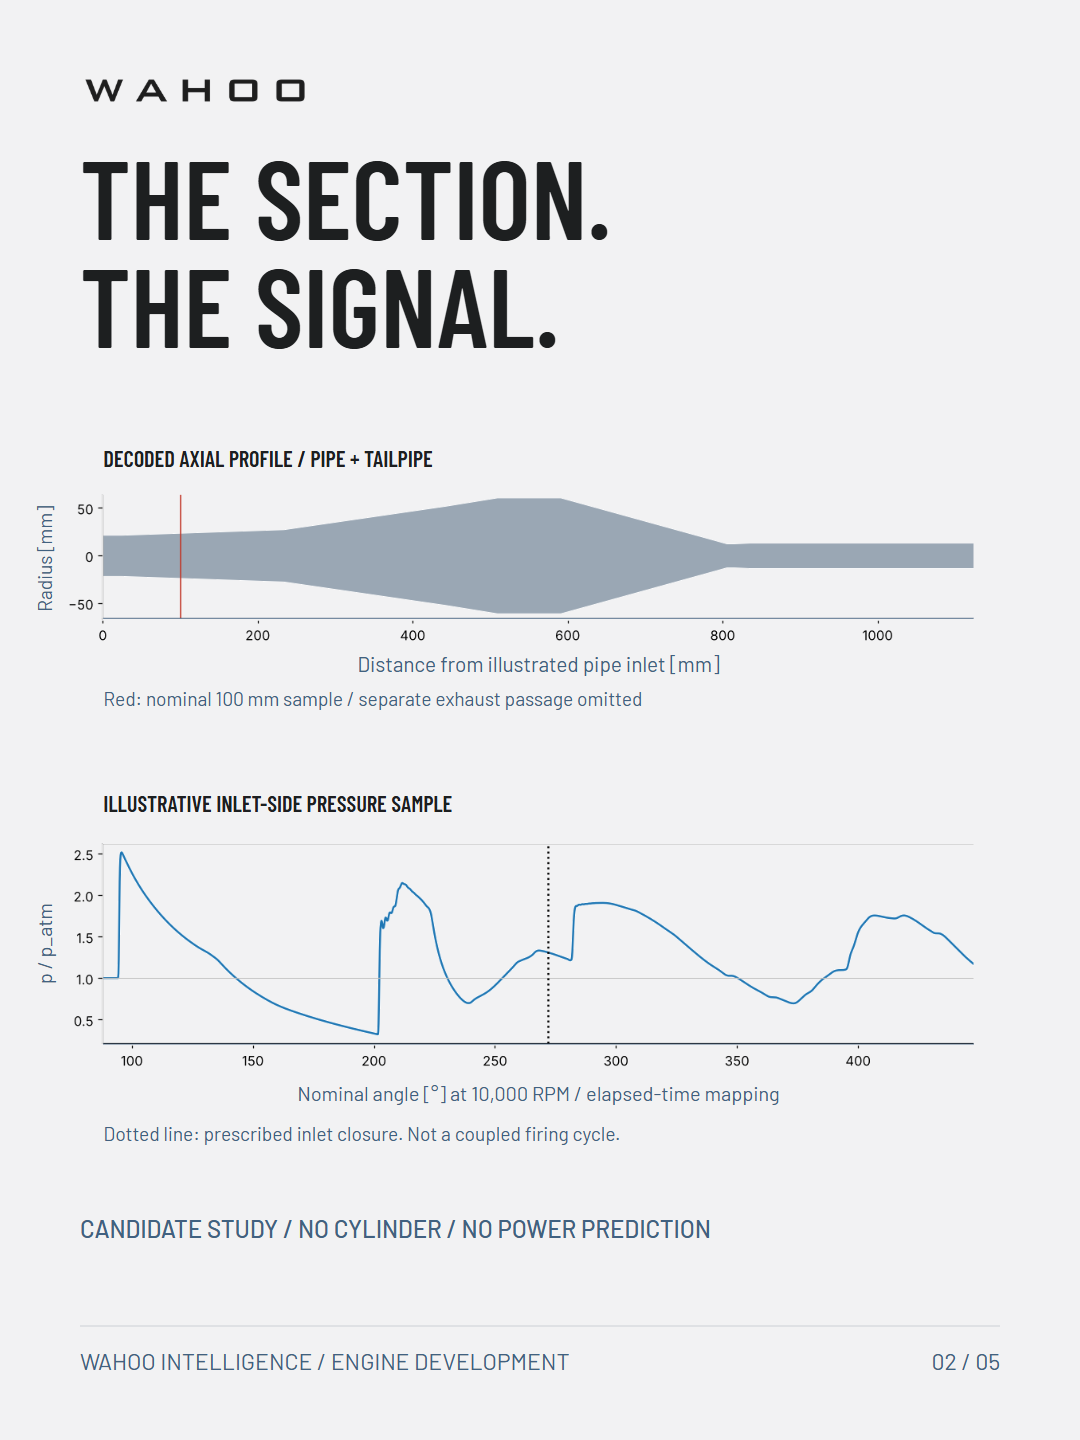 WAHOO
THE SECTION.
THE SIGNAL.
DECODED AXIAL PROFILE / PIPE + TAILPIPE
Radius [mm]
50
0
−50
0 200 400 600 800 1000
Distance from illustrated pipe inlet [mm]
Red: nominal 100 mm sample / separate exhaust passage omitted
ILLUSTRATIVE INLET-SIDE PRESSURE SAMPLE
p / p_atm
2.5
2.0
1.5
1.0
0.5
100 150 200 250 300 350 400
Nominal angle [°] at 10,000 RPM / elapsed-time mapping
Dotted line: prescribed inlet closure. Not a coupled firing cycle.
CANDIDATE STUDY / NO CYLINDER / NO POWER PREDICTION
WAHOO INTELLIGENCE / ENGINE DEVELOPMENT 02 / 05